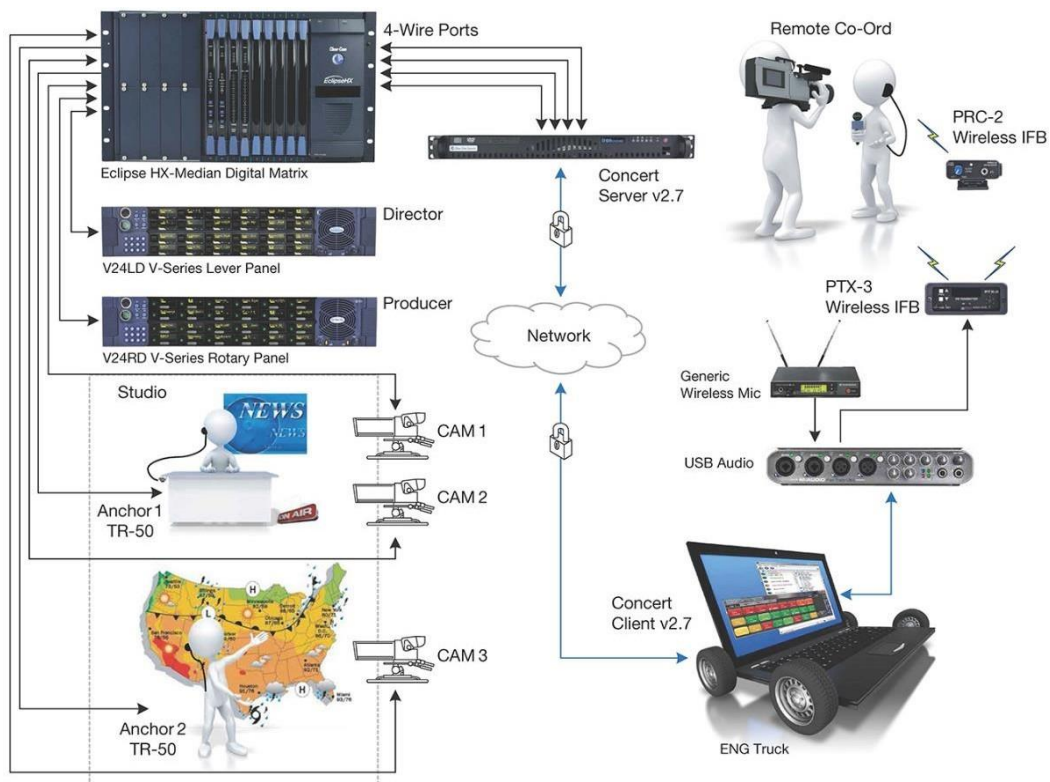 4-Wire Ports
Clear-Com
EclipseHX
Eclipse HX-Median Digital Matrix
Concert
Server v2.7
Remote Co-Ord
PRC-2
Wireless IFB
Director
V24LD V-Series Lever Panel
Producer
V24RD V-Series Rotary Panel
Network
PTX-3
Wireless IFB
Generic
Wireless Mic
USB Audio
Studio
NEWS
NEWS
CAM 1
CAM 2
Anchor 1
TR-50
ON AIR
H
L
H
CAM 3
Anchor 2
TR-50
Concert
Client v2.7
ENG Truck